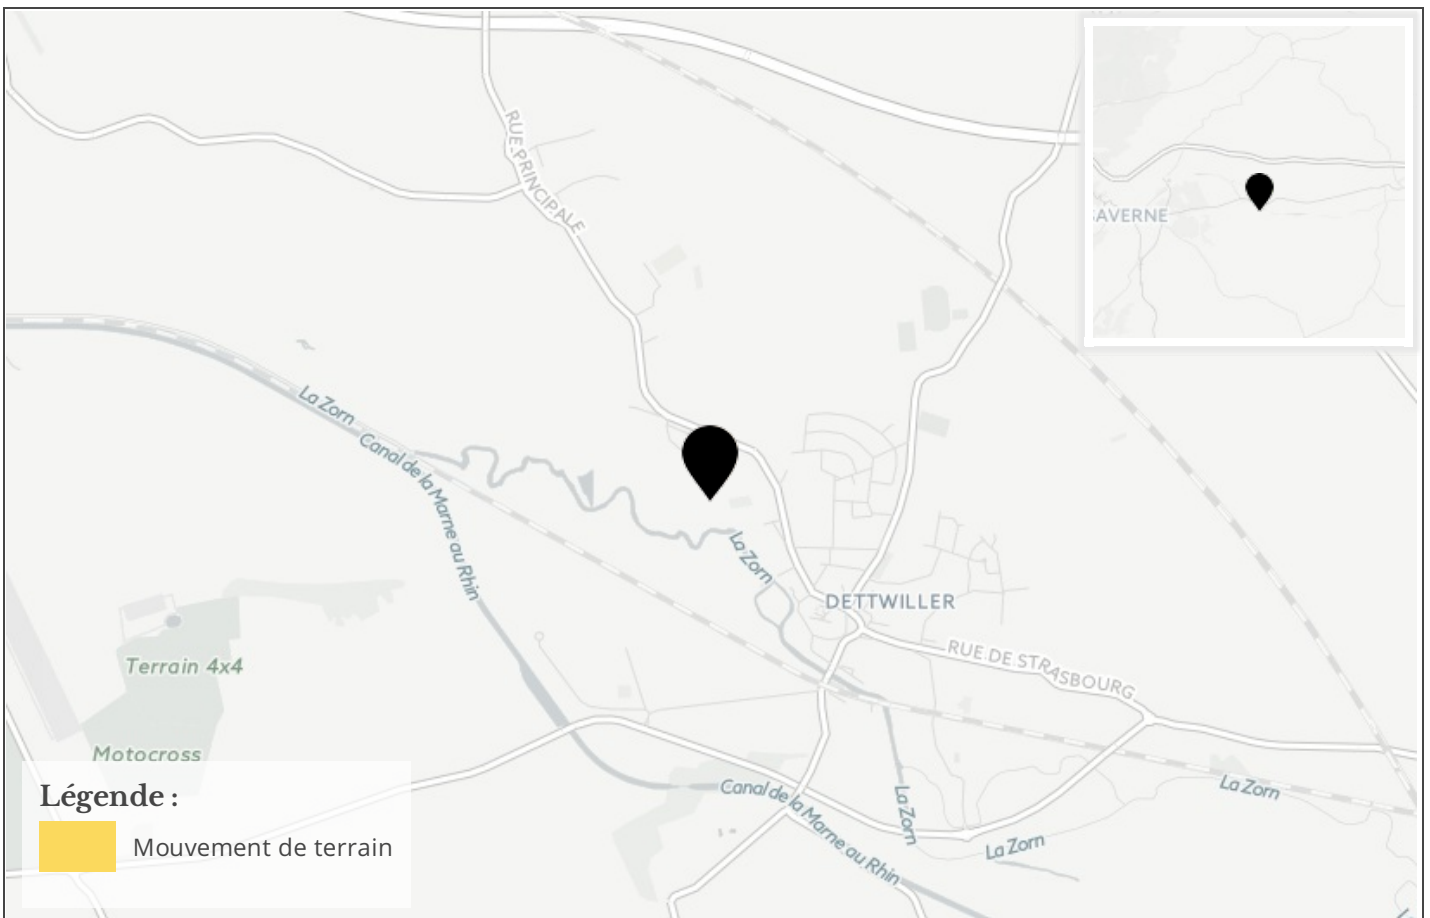 RUE PRINCIPALE
SAVERNE
La Zorn
Canal de la Marne au Rhin
La Zorn
DETTWILLER
RUE DE STRASBOURG
Terrain 4x4
Motocross
La Zorn
Canal de la Marne au Rhin
La Zorn
La Zorn
Légende :
Mouvement de terrain